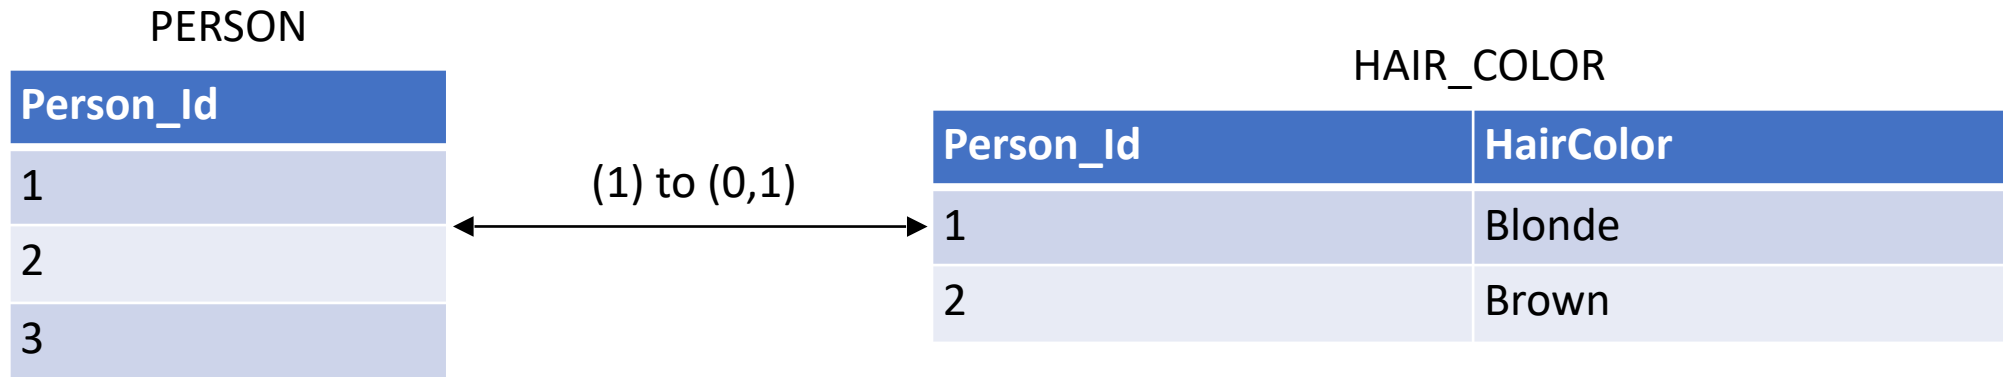 PERSON
Person_Id
1
2
3
(1) to (0,1)
HAIR_COLOR
Person_Id HairColor
1 Blonde
2 Brown